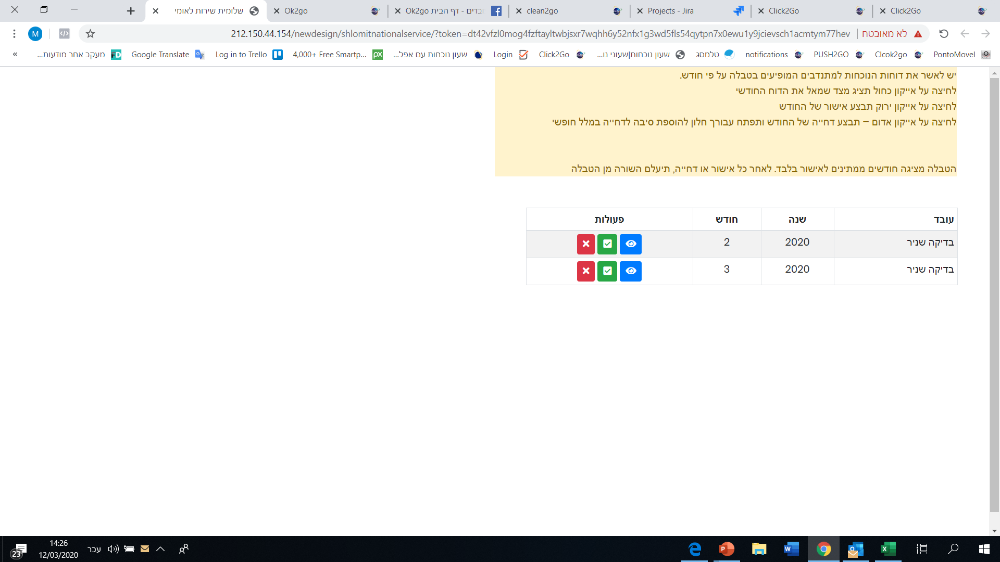 שלומית שירות לאומי
Ok2go
Ok2go ובדים - דף הבית
clean2go
Projects - Jira
Click2Go
Click2Go
M
212.150.44.154/newdesign/shlomitnationalservice/?token=dt42vfzl0mog4fzftayltwbjsxr7wqhh6y52nfx1g3wd5fls54qytpn7x0ewu1y9jcievsch1acmtym77hev
לא מאובטח
מעקב אחר מודעות...
Google Translate
Log in to Trello
4,000+ Free Smartp...
שעון נוכחות עם אפל...
Login
Click2Go
שעון נוכחות|שעוני נו...
טלמסג
notifications
PUSH2GO
Clcok2go
PontoMovel
יש לאשר את דוחות הנוכחות למתנדבים המופיעים בטבלה על פי חודש.
לחיצה על אייקון כחול תציג מצד שמאל את הדוח החודשי
לחיצה על אייקון ירוק תבצע אישור של החודש
לחיצה על אייקון אדום – תבצע דחייה של החודש ותפתח עבורך חלון להוספת סיבה לדחייה במלל חופשי
הטבלה מציגה חודשים ממתינים לאישור בלבד. לאחר כל אישור או דחייה, תיעלם השורה מן הטבלה
עובד שנה חודש פעולות
בדיקה שניר 2020 2
בדיקה שניר 2020 3
23
14:26
12/03/2020
עבר